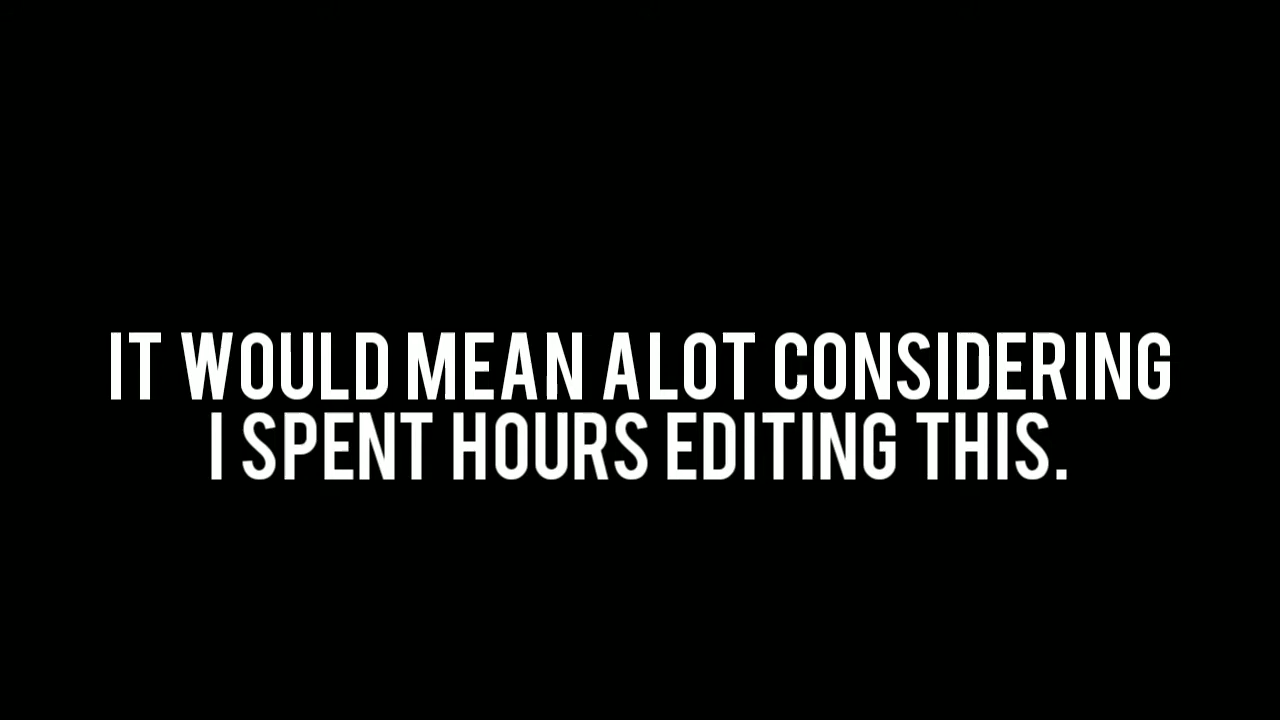 IT WOULD MEAN ALOT CONSIDERING
I SPENT HOURS EDITING THIS.